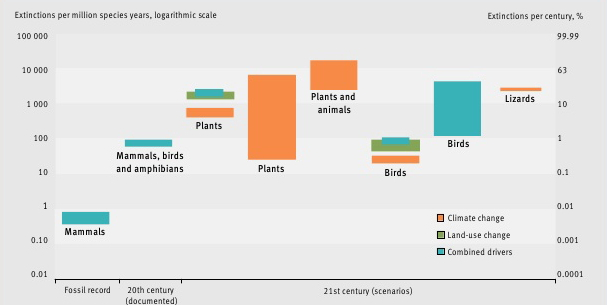 Extinctions per million species years, logarithmic scale
Extinctions per century, %
100 000
99.99
10 000
63
1 000
10
100
1
10
0.1
1
0.01
0.10
0.001
0.01
0.0001
Plants and
animals
Lizards
Plants
Birds
Mammals, birds
and amphibians
Plants
Birds
Mammals
Climate change
Land-use change
Combined drivers
Fossil record
20th century
(documented)
21st century (scenarios)